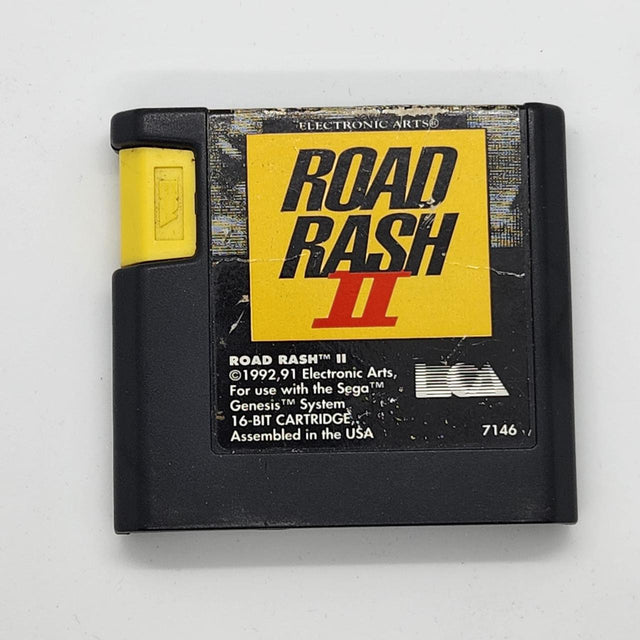 ELECTRONIC ARTS®
ROAD
RASH
II
ROAD RASH™ II
©1992,91 Electronic Arts,
For use with the Sega™
Genesis™ System
16-BIT CARTRIDGE,
Assembled in the USA
7146